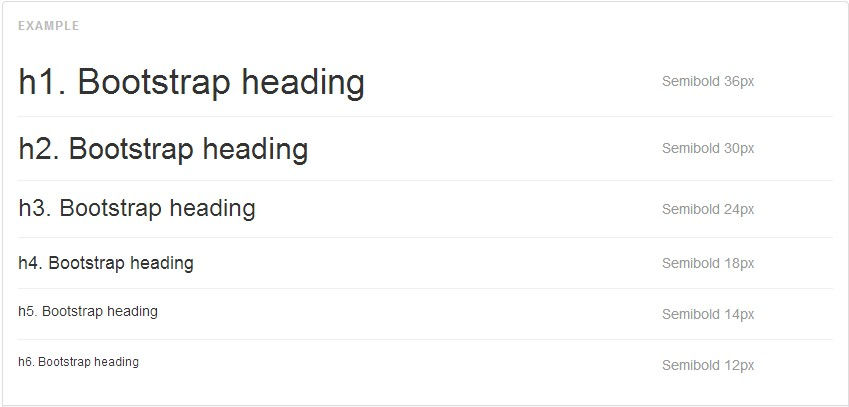 EXAMPLE
h1. Bootstrap heading Semibold 36px
h2. Bootstrap heading Semibold 30px
h3. Bootstrap heading Semibold 24px
h4. Bootstrap heading Semibold 18px
h5. Bootstrap heading Semibold 14px
h6. Bootstrap heading Semibold 12px